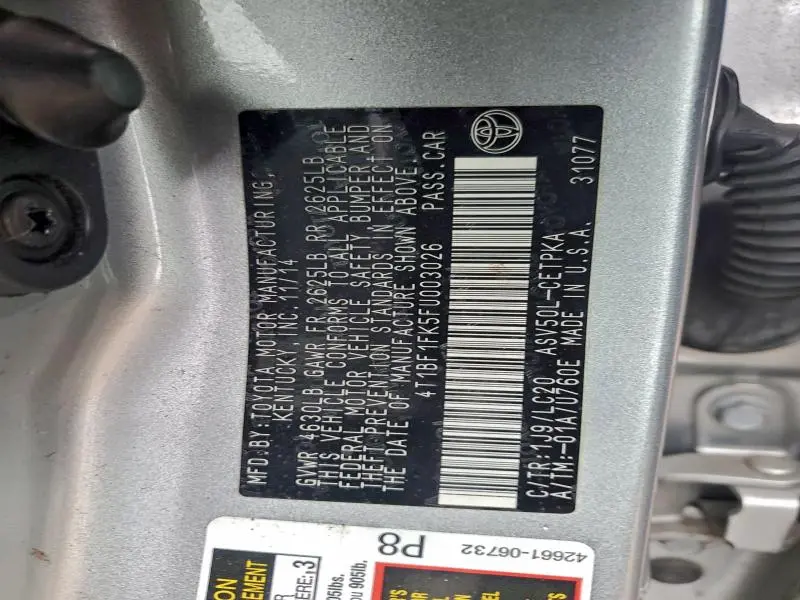 MFD.BY:TOYOTA MOTOR MANUFACTURING,
KENTUCKY, INC. 11/14
GVWR 4630LB GAWR FR 2625LB RR 2625LB
THIS VEHICLE CONFORMS TO ALL APPLICABLE
FEDERAL MOTOR VEHICLE SAFETY, BUMPER AND
THEFT PREVENTION STANDARDS IN EFFECT ON
THE DATE OF MANUFACTURE SHOWN ABOVE.
4T1BF1FK5FU003026 PASS.CAR
C/TR:1J9/LC20 ASV50L-CETPKA
A/TM:-01A/U760E MADE IN U.S.A. 31077
P8
42661-06732